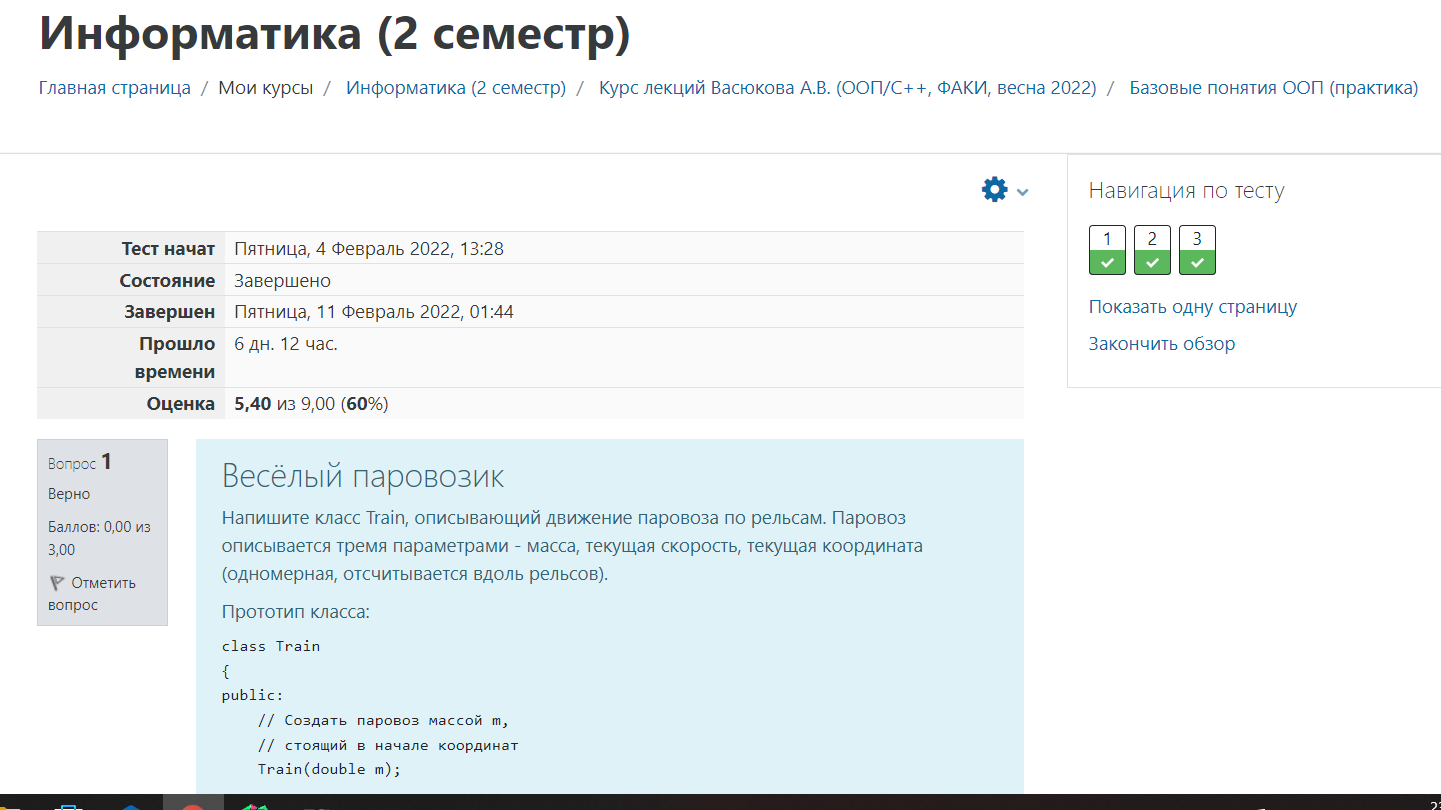 Информатика (2 семестр)
Главная страница / Мои курсы / Информатика (2 семестр) / Курс лекций Васюкова А.В. (ООП/С++, ФАКИ, весна 2022) / Базовые понятия ООП (практика)
Навигация по тесту
1 2 3
Показать одну страницу
Закончить обзор
Тест начат Пятница, 4 Февраль 2022, 13:28
Состояние Завершено
Завершен Пятница, 11 Февраль 2022, 01:44
Прошло времени 6 дн. 12 час.
Оценка 5,40 из 9,00 (60%)
Вопрос 1
Верно
Баллов: 0,00 из
3,00
Отметить
вопрос
Весёлый паровозик
Напишите класс Train, описывающий движение паровоза по рельсам. Паровоз
описывается тремя параметрами - масса, текущая скорость, текущая координата
(одномерная, отсчитывается вдоль рельсов).
Прототип класса:
class Train
{
public:
// Создать паровоз массой m,
// стоящий в начале координат
Train(double m);